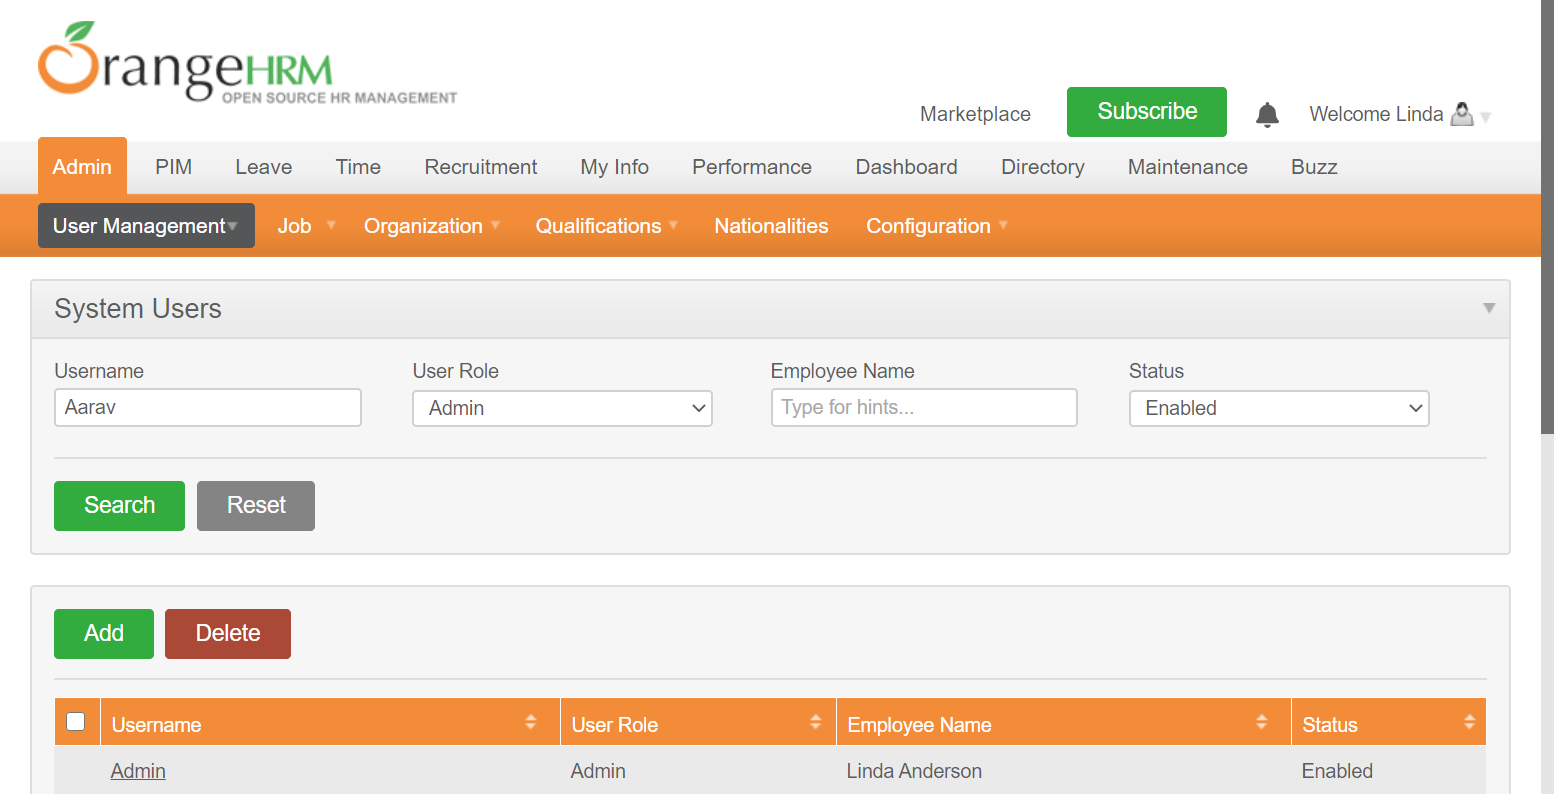 OrangeHRM
OPEN SOURCE HR MANAGEMENT
Marketplace Subscribe Welcome Linda
Admin PIM Leave Time Recruitment My Info Performance Dashboard Directory Maintenance Buzz
User Management Job Organization Qualifications Nationalities Configuration
System Users
Username User Role Employee Name Status
Aarav Admin Type for hints... Enabled
Search Reset
Add Delete
Username User Role Employee Name Status
Admin Admin Linda Anderson Enabled